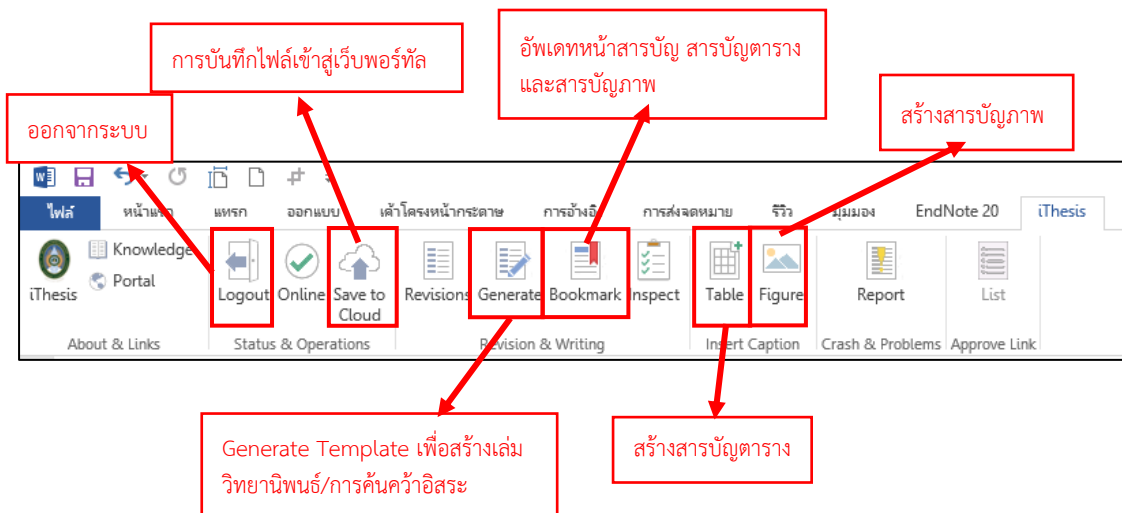 การบันทึกไฟล์เข้าสู่เว็บพอร์ทัล
อัพเดทหน้าสารบัญ สารบัญตาราง
และสารบัญภาพ
ออกจากระบบ
สร้างสารบัญภาพ
ไฟล์ หน้าแรก แทรก ออกแบบ เค้าโครงหน้ากระดาษ การอ้างอิง การส่งจดหมาย รีวิว มุมมอง EndNote 20 iThesis
Knowledge
Portal
iThesis Logout Online Save to Revisions Generate Bookmark Inspect Table Figure Report List
Cloud
About & Links Status & Operations Revision & Writing Insert Caption Crash & Problems Approve Link
Generate Template เพื่อสร้างเล่ม
วิทยานิพนธ์/การค้นคว้าอิสระ
สร้างสารบัญตาราง